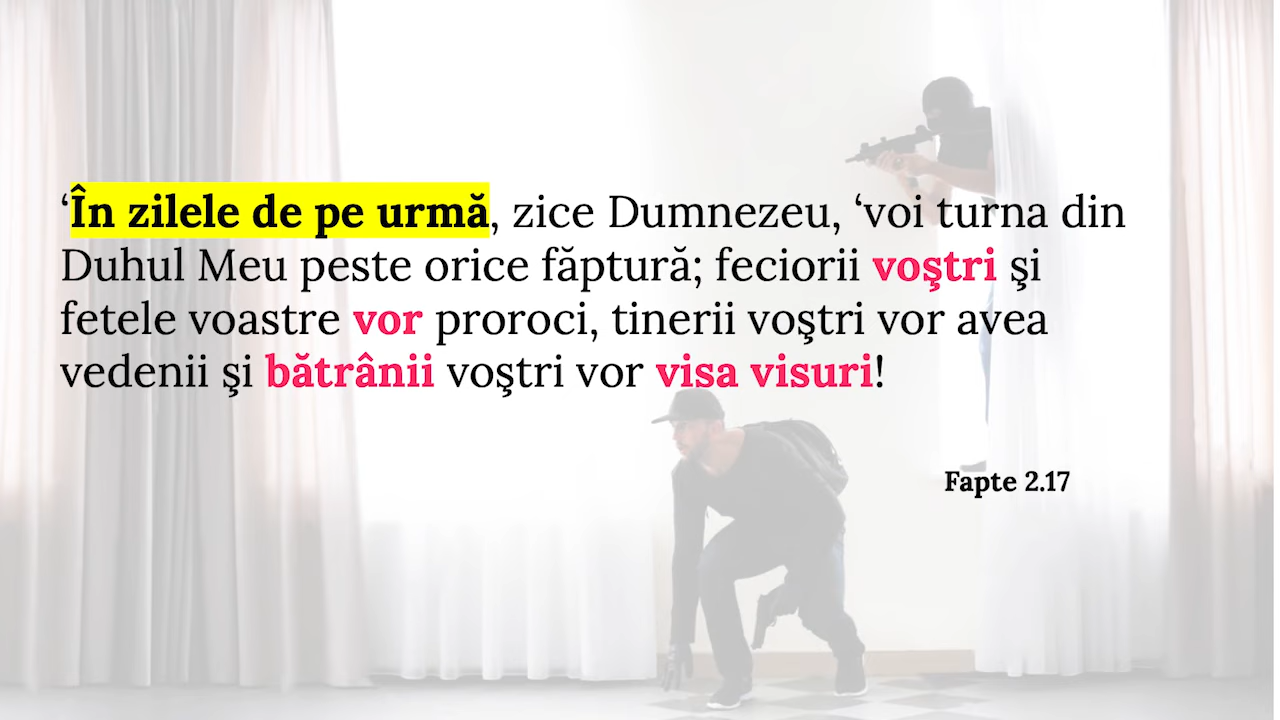 ‘În zilele de pe urmă, zice Dumnezeu, ‘voi turna din
Duhul Meu peste orice făptură; feciorii voştri şi
fetele voastre vor proroci, tinerii voştri vor avea
vedenii şi bătrânii voştri vor visa visuri!
Fapte 2.17